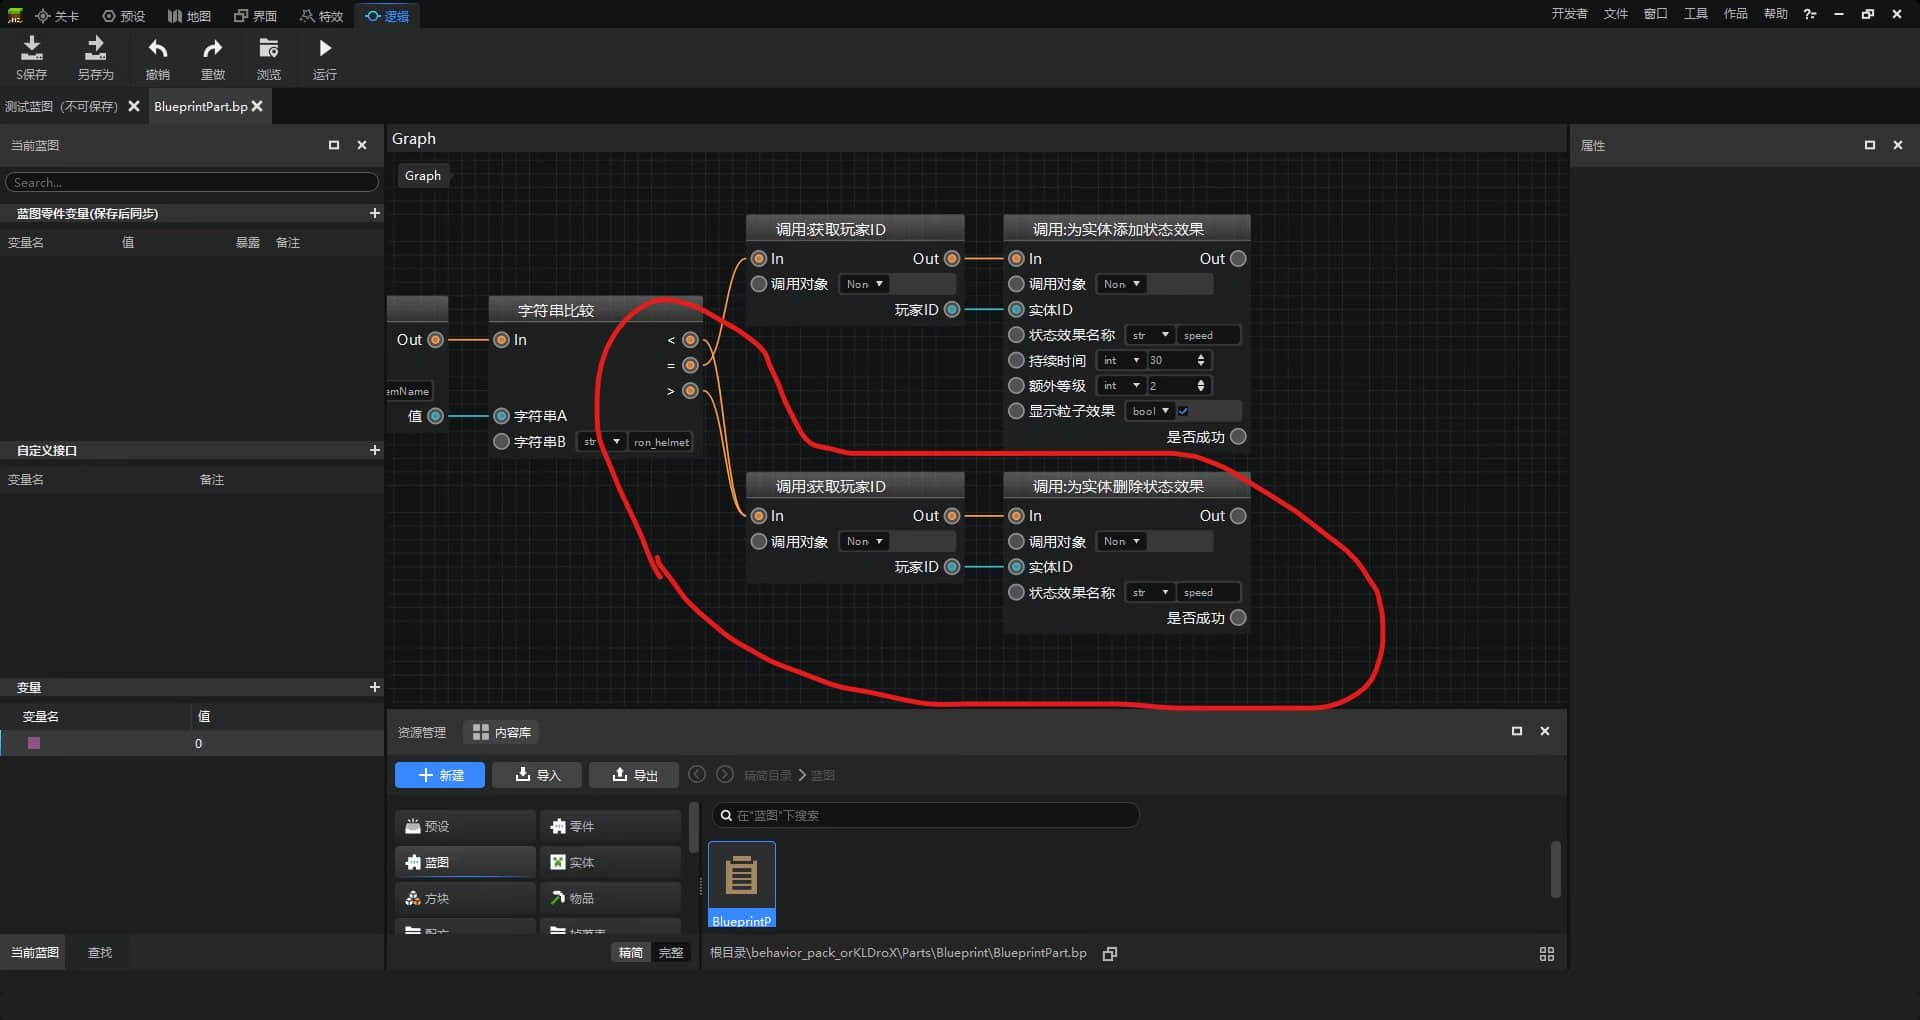 关卡 预设 地图 界面 特效 逻辑 开发者 文件 窗口 工具 作品 帮助
S保存 另存为 撤销 重做 浏览 运行
测试蓝图（不可保存） BlueprintPart.bp
当前蓝图
Search...
蓝图零件变量(保存后同步)
变量名 值 暴露 备注
自定义接口
变量名 备注
变量
变量名 值
0
当前蓝图 查找
Graph
Graph
Out
emName
值
字符串比较
In <
=
>
字符串A
字符串B str ron_helmet
调用:获取玩家ID
In Out
调用对象 Non
玩家ID
调用:为实体添加状态效果
In Out
调用对象 Non
实体ID
状态效果名称 str speed
持续时间 int 30
额外等级 int 2
显示粒子效果 bool
是否成功
调用:获取玩家ID
In Out
调用对象 Non
玩家ID
调用:为实体删除状态效果
In Out
调用对象 Non
实体ID
状态效果名称 str speed
是否成功
资源管理 内容库
新建 导入 导出 精简目录 蓝图
预设 零件
蓝图 实体
方块 物品
精简 完整
在"蓝图"下搜索
BlueprintP
根目录\behavior_pack_orKLDroX\Parts\Blueprint\BlueprintPart.bp
属性